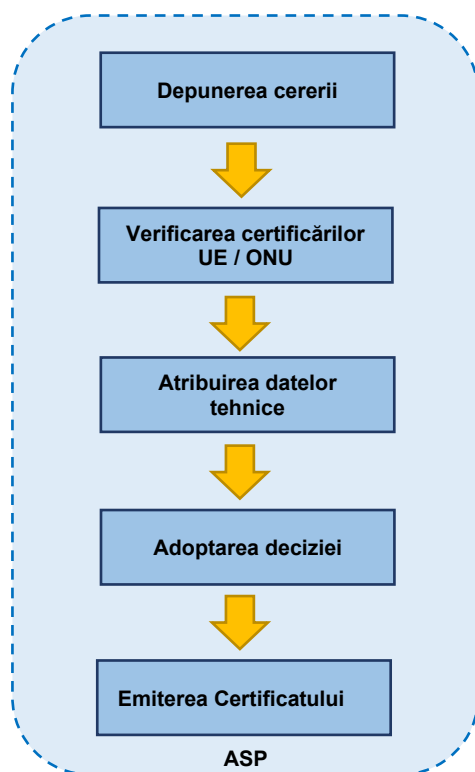 Depunerea cererii
Verificarea certificărilor
UE / ONU
Atribuirea datelor
tehnice
Adoptarea deciziei
Emiterea Certificatului
ASP